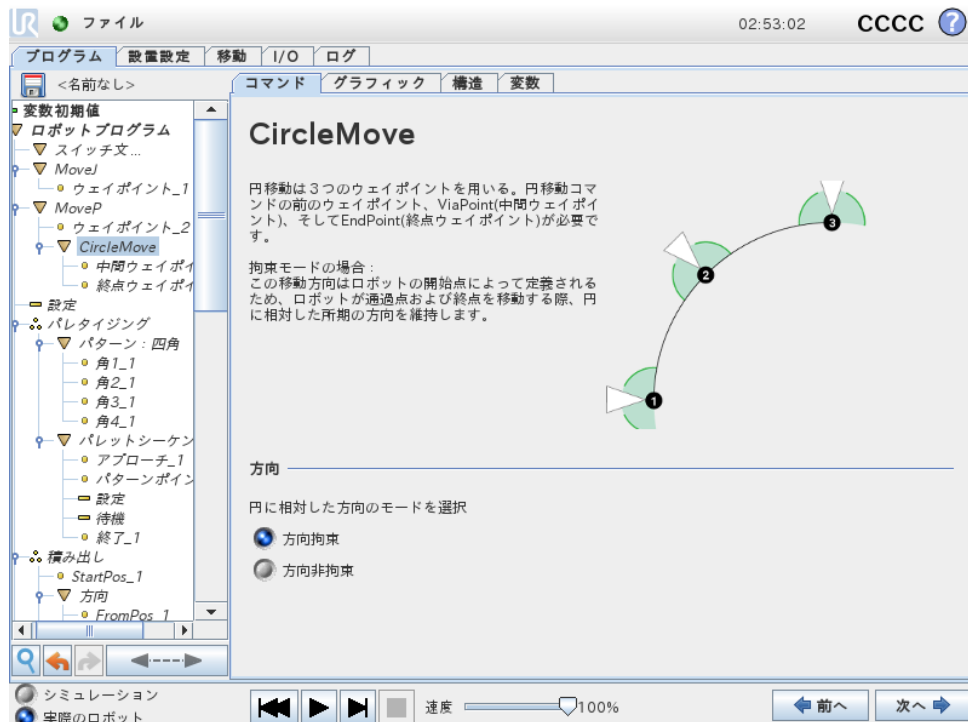 UR ファイル 02:53:02 CCCC ?
プログラム 設置設定 移動 I/O ログ
<名前なし>
コマンド グラフィック 構造 変数
変数初期値
ロボットプログラム
スイッチ文...
MoveJ
ウェイポイント_1
MoveP
ウェイポイント_2
CircleMove
中間ウェイポイ
終点ウェイポイ
設定
パレタイジング
パターン : 四角
角1_1
角2_1
角3_1
角4_1
パレットシーケン
アプローチ_1
パターンポイン
設定
待機
終了_1
積み出し
StartPos_1
方向
FromPos_1
CircleMove
円移動は３つのウェイポイントを用いる。円移動コマ
ンドの前のウェイポイント、ViaPoint(中間ウェイポイ
ント)、そしてEndPoint(終点ウェイポイント)が必要で
す。
拘束モードの場合 :
この移動方向はロボットの開始点によって定義される
ため、ロボットが通過点および終点を移動する際、円
に相対した所期の方向を維持します。
3
2
1
方向
円に相対した方向のモードを選択
方向拘束
方向非拘束
シミュレーション
実際のロボット
速度 100%
前へ 次へ